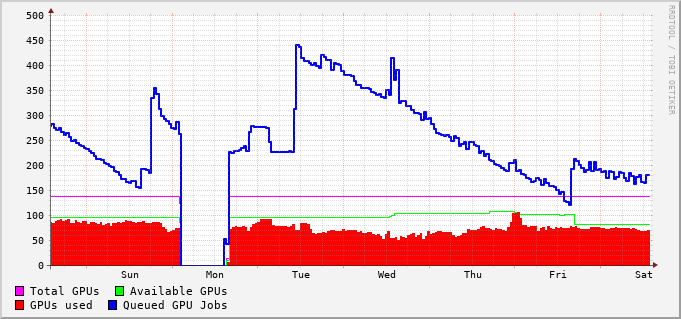 500
450
400
350
300
250
200
150
100
50
0
Sun Mon Tue Wed Thu Fri Sat
Total GPUs Available GPUs
GPUs used Queued GPU Jobs
RRDTOOL / TOBI OETIKER